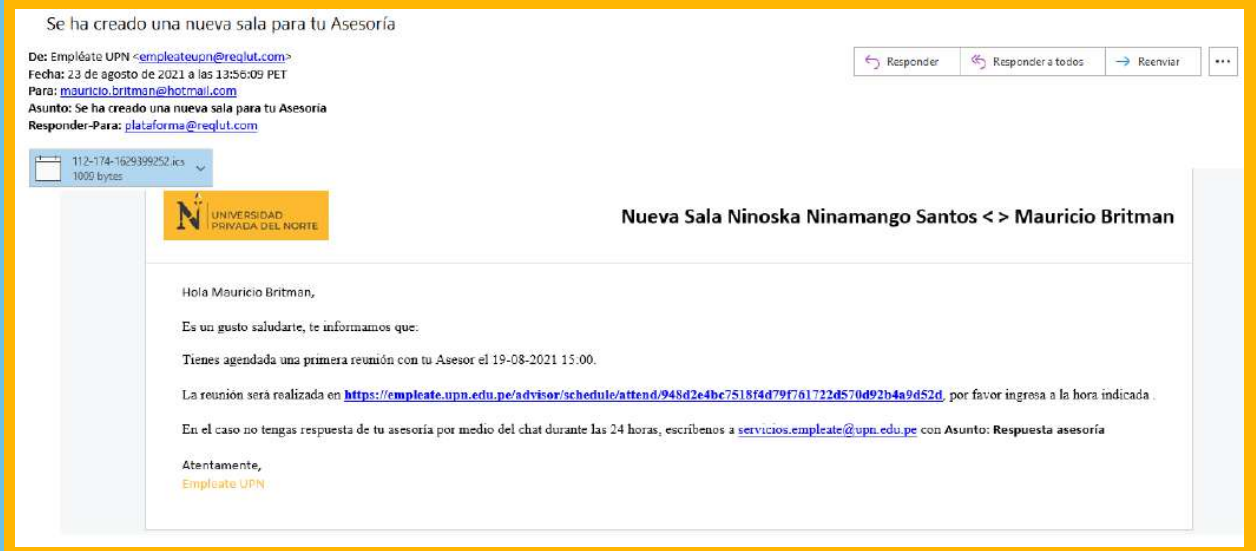 Se ha creado una nueva sala para tu Asesoría
De: Empléate UPN <empleateupn@reqlut.com>
Fecha: 23 de agosto de 2021 a las 13:56:09 PET
Para: mauricio.britman@hotmail.com
Asunto: Se ha creado una nueva sala para tu Asesoría
Responder-Para: plataforma@reqlut.com
Responder
Responder a todos
Reenviar
112-174-1629399252.ics
1009 bytes
N UNIVERSIDAD
PRIVADA DEL NORTE
Nueva Sala Ninoska Ninamango Santos < > Mauricio Britman
Hola Mauricio Britman,
Es un gusto saludarte, te informamos que:
Tienes agendada una primera reunión con tu Asesor el 19-08-2021 15:00.
La reunión será realizada en https://empleate.upn.edu.pe/advisor/schedule/attend/948d2e4bc7518f4d79f761722d570d92b4a9d52d, por favor ingresa a la hora indicada .
En el caso no tengas respuesta de tu asesoría por medio del chat durante las 24 horas, escríbenos a servicios.empleate@upn.edu.pe con Asunto: Respuesta asesoría
Atentamente,
Empleate UPN